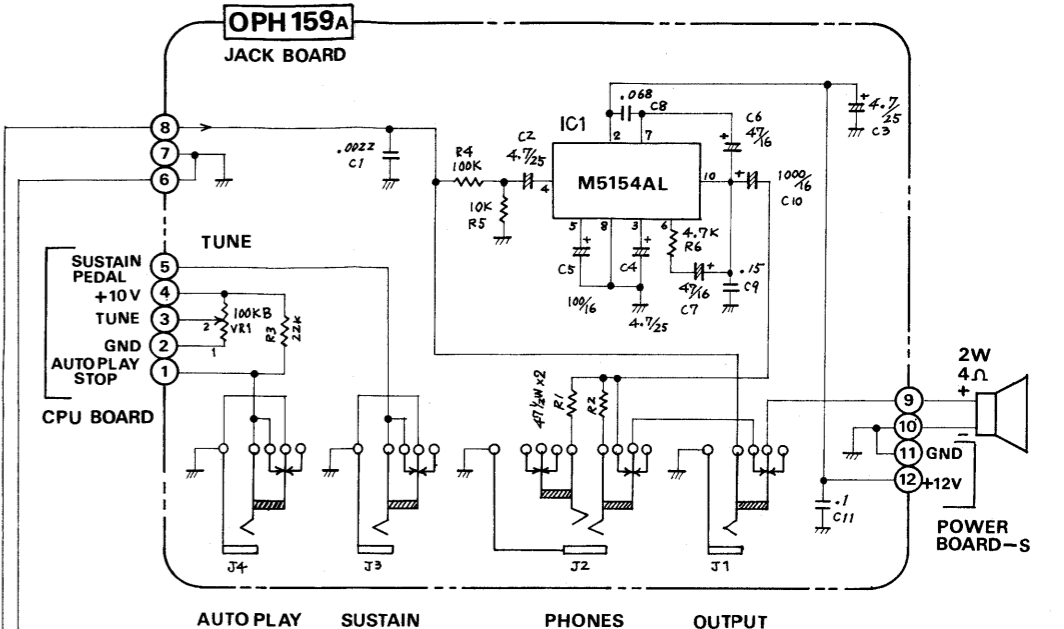 OPH 159A
JACK BOARD
8
7
6
.0022
C1
R4
100K
10K
R5
C2
4.7/25
IC1
.068
C8
2
7
M5154AL
4
10
5
8
3
6
C6
47/16
+
1000/16
C10
+
4.7/25
C3
+
C5
100/16
+
C4
4.7/25
4.7K
R6
+
47/16
C7
.15
C9
TUNE
SUSTAIN PEDAL
5
+10V
4
TUNE
3
GND
2
AUTO PLAY STOP
1
100KB
VR1
2
1
R3
22K
CPU BOARD
47 1/2W x2
R1
R2
2W
4Ω
+
-
9
10
11 GND
12 +12V
.1
C11
POWER
BOARD-S
J4
J3
J2
J1
AUTO PLAY
SUSTAIN
PHONES
OUTPUT